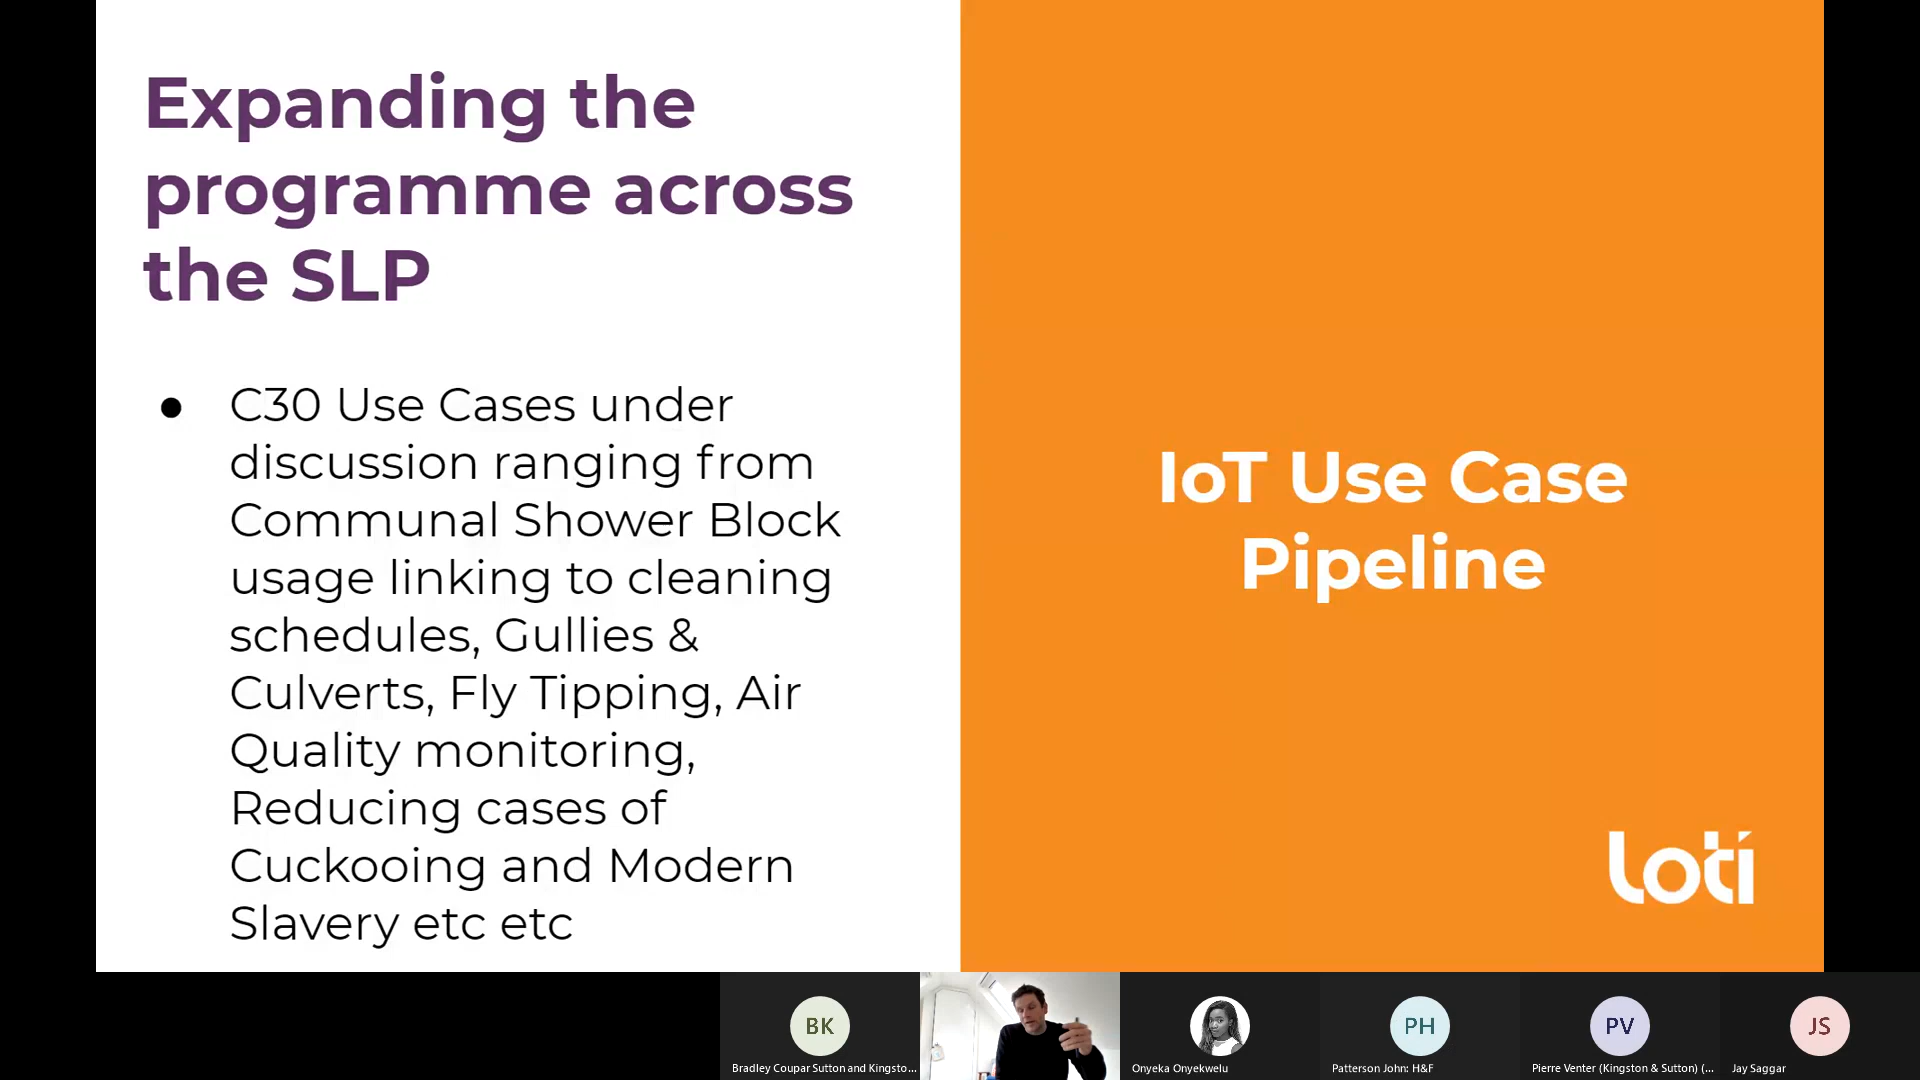 Expanding the
programme across
the SLP
● C30 Use Cases under
discussion ranging from
Communal Shower Block
usage linking to cleaning
schedules, Gullies &
Culverts, Fly Tipping, Air
Quality monitoring,
Reducing cases of
Cuckooing and Modern
Slavery etc etc
IoT Use Case
Pipeline
loti
BK
Bradley Coupar Sutton and Kingsto...
Onyeka Onyekwelu
PH
Patterson John: H&F
PV
Pierre Venter (Kingston & Sutton) (...
JS
Jay Saggar